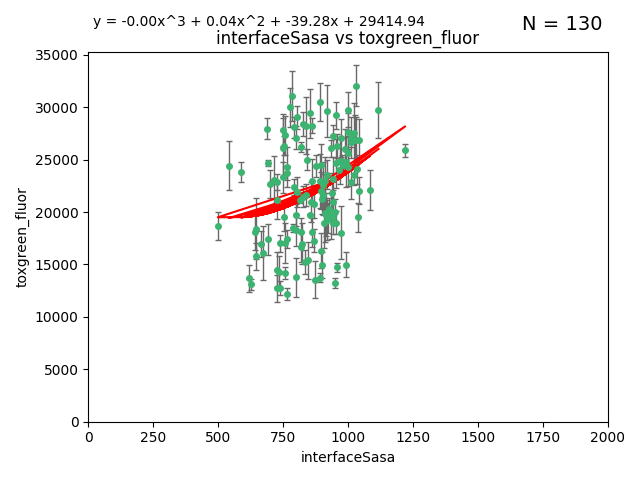 y = -0.00x^3 + 0.04x^2 + -39.28x + 29414.94
N = 130
interfaceSasa vs toxgreen_fluor
35000
30000
25000
20000
15000
10000
5000
0
toxgreen_fluor
0 250 500 750 1000 1250 1500 1750 2000
interfaceSasa